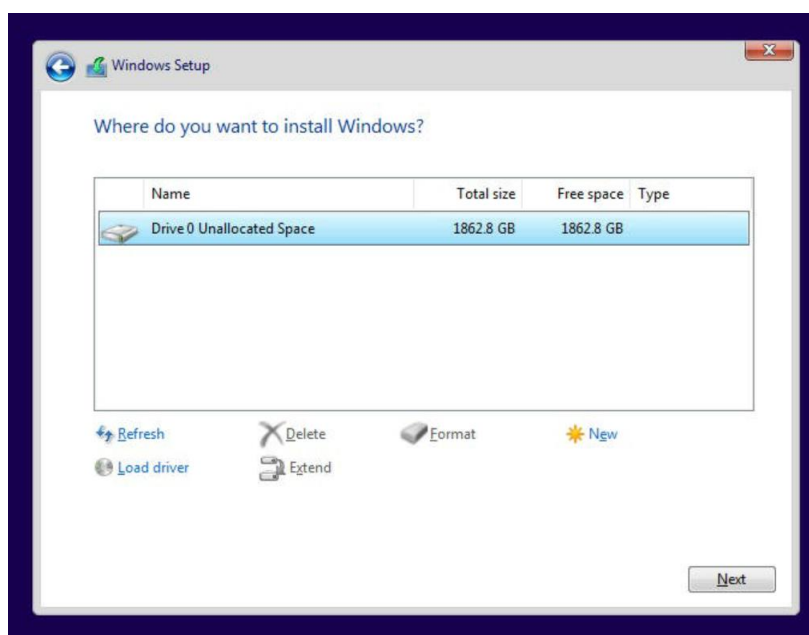 Windows Setup
Where do you want to install Windows?
Name Total size Free space Type
Drive 0 Unallocated Space 1862.8 GB 1862.8 GB
Refresh Delete Format New
Load driver Extend
Next